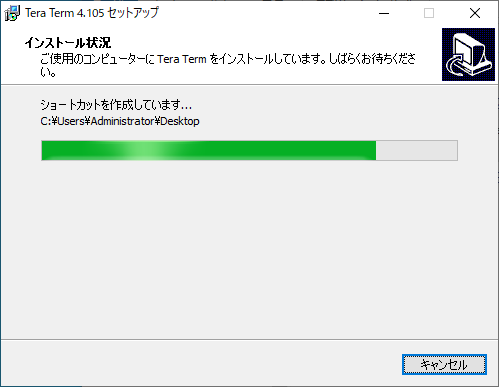 Tera Term 4.105 セットアップ
インストール状況
ご使用のコンピューターに Tera Term をインストールしています。しばらくお待ちくださ
い。
ショートカットを作成しています...
C:¥Users¥Administrator¥Desktop
キャンセル